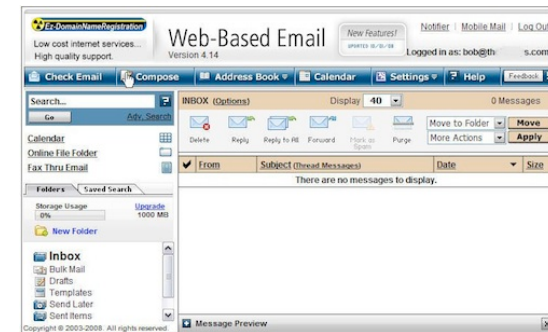 Ez-DomainNameRegistration
Low cost internet services...
High quality support.
Web-Based Email
Version 4.14
New Features!
Notifier | Mobile Mail | Log Out
Logged in as: bob@th s.com
Check Email Compose Address Book Calendar Settings ? Help Feedback
Search...
Go Adv. Search
Calendar
Online File Folder
Fax Thru Email
Folders Saved Search
Storage Usage Upgrade
0% 1000 MB
New Folder
Inbox
Bulk Mail
Drafts
Templates
Send Later
Sent Items
Copyright © 2003-2008. All rights reserved.
INBOX (Options) Display 40 0 Messages
Delete Reply Reply to All Forward Mark as Spam Purge
Move to Folder Move
More Actions Apply
From Subject (Thread Messages) Date Size
There are no messages to display.
Message Preview